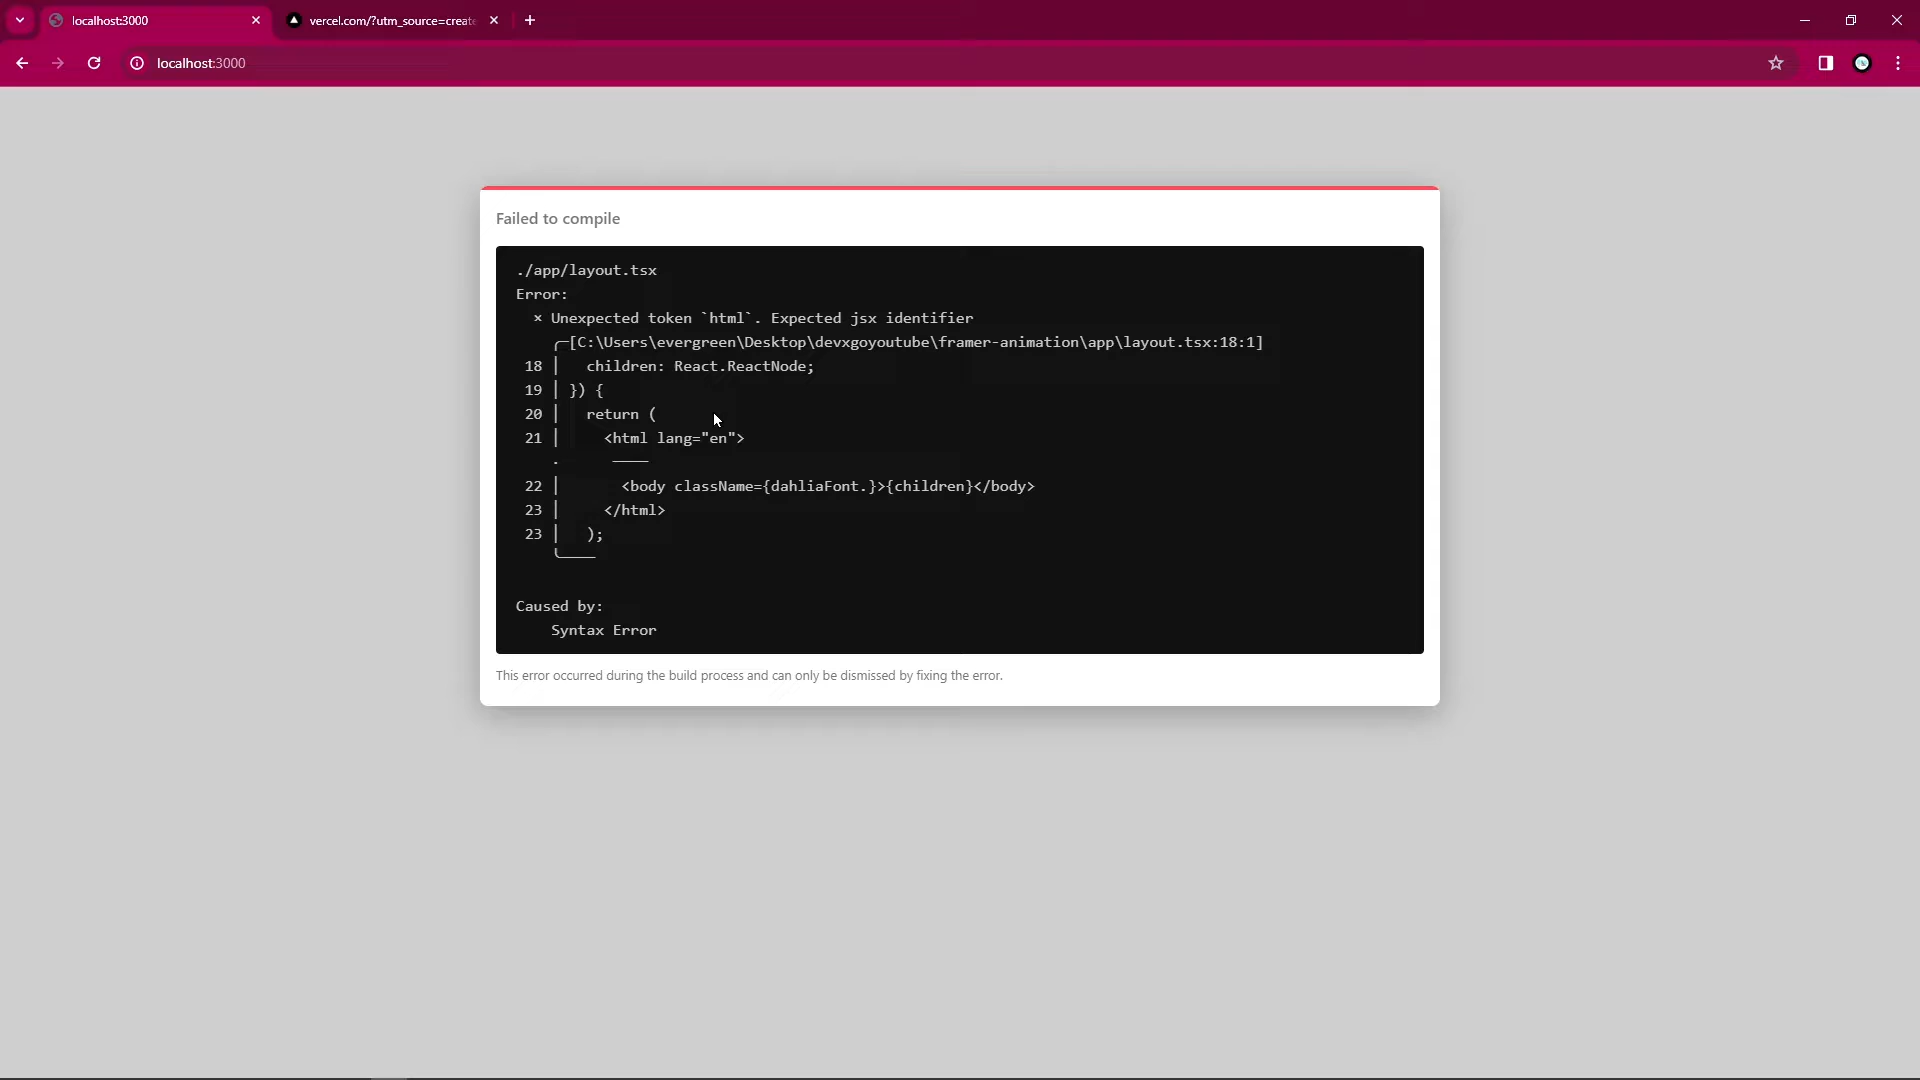 localhost:3000
vercel.com/?utm_source=create
localhost:3000
Failed to compile
./app/layout.tsx
Error:
× Unexpected token `html`. Expected jsx identifier
╭─[C:\Users\evergreen\Desktop\devxgoyoutube\framer-animation\app\layout.tsx:18:1]
18 │   children: React.ReactNode;
19 │ }) {
20 │   return (
21 │     <html lang="en">
·      ────
22 │       <body className={dahliaFont.}>{children}</body>
23 │     </html>
23 │   );
╰────
Caused by:
Syntax Error
This error occurred during the build process and can only be dismissed by fixing the error.